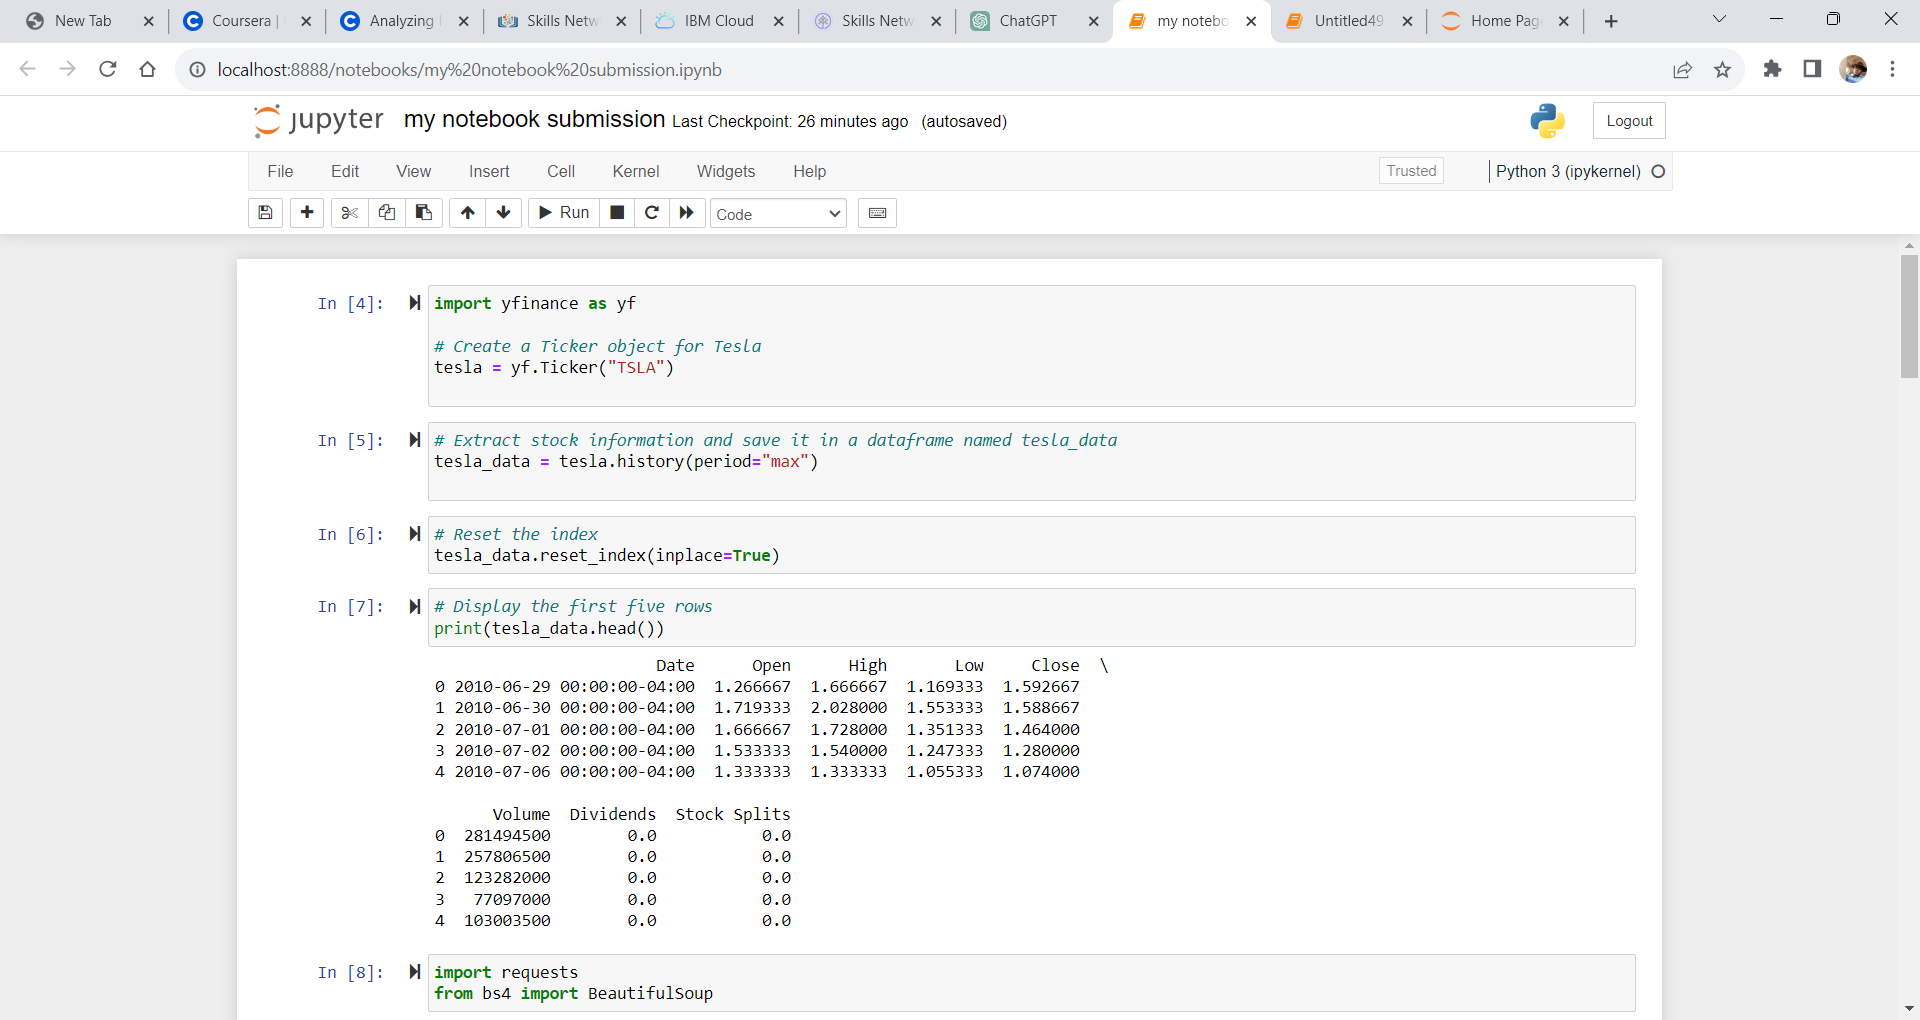 New Tab
Coursera |
Analyzing
Skills Netw
IBM Cloud
Skills Netw
ChatGPT
my notebo
Untitled49
Home Pag
localhost:8888/notebooks/my%20notebook%20submission.ipynb
jupyter my notebook submission Last Checkpoint: 26 minutes ago (autosaved)
Logout
File Edit View Insert Cell Kernel Widgets Help
Trusted
Python 3 (ipykernel)
Run
Code
In [4]: import yfinance as yf
# Create a Ticker object for Tesla
tesla = yf.Ticker("TSLA")
In [5]: # Extract stock information and save it in a dataframe named tesla_data
tesla_data = tesla.history(period="max")
In [6]: # Reset the index
tesla_data.reset_index(inplace=True)
In [7]: # Display the first five rows
print(tesla_data.head())
Date Open High Low Close \
0 2010-06-29 00:00:00-04:00 1.266667 1.666667 1.169333 1.592667
1 2010-06-30 00:00:00-04:00 1.719333 2.028000 1.553333 1.588667
2 2010-07-01 00:00:00-04:00 1.666667 1.728000 1.351333 1.464000
3 2010-07-02 00:00:00-04:00 1.533333 1.540000 1.247333 1.280000
4 2010-07-06 00:00:00-04:00 1.333333 1.333333 1.055333 1.074000
Volume Dividends Stock Splits
0 281494500 0.0 0.0
1 257806500 0.0 0.0
2 123282000 0.0 0.0
3 77097000 0.0 0.0
4 103003500 0.0 0.0
In [8]: import requests
from bs4 import BeautifulSoup